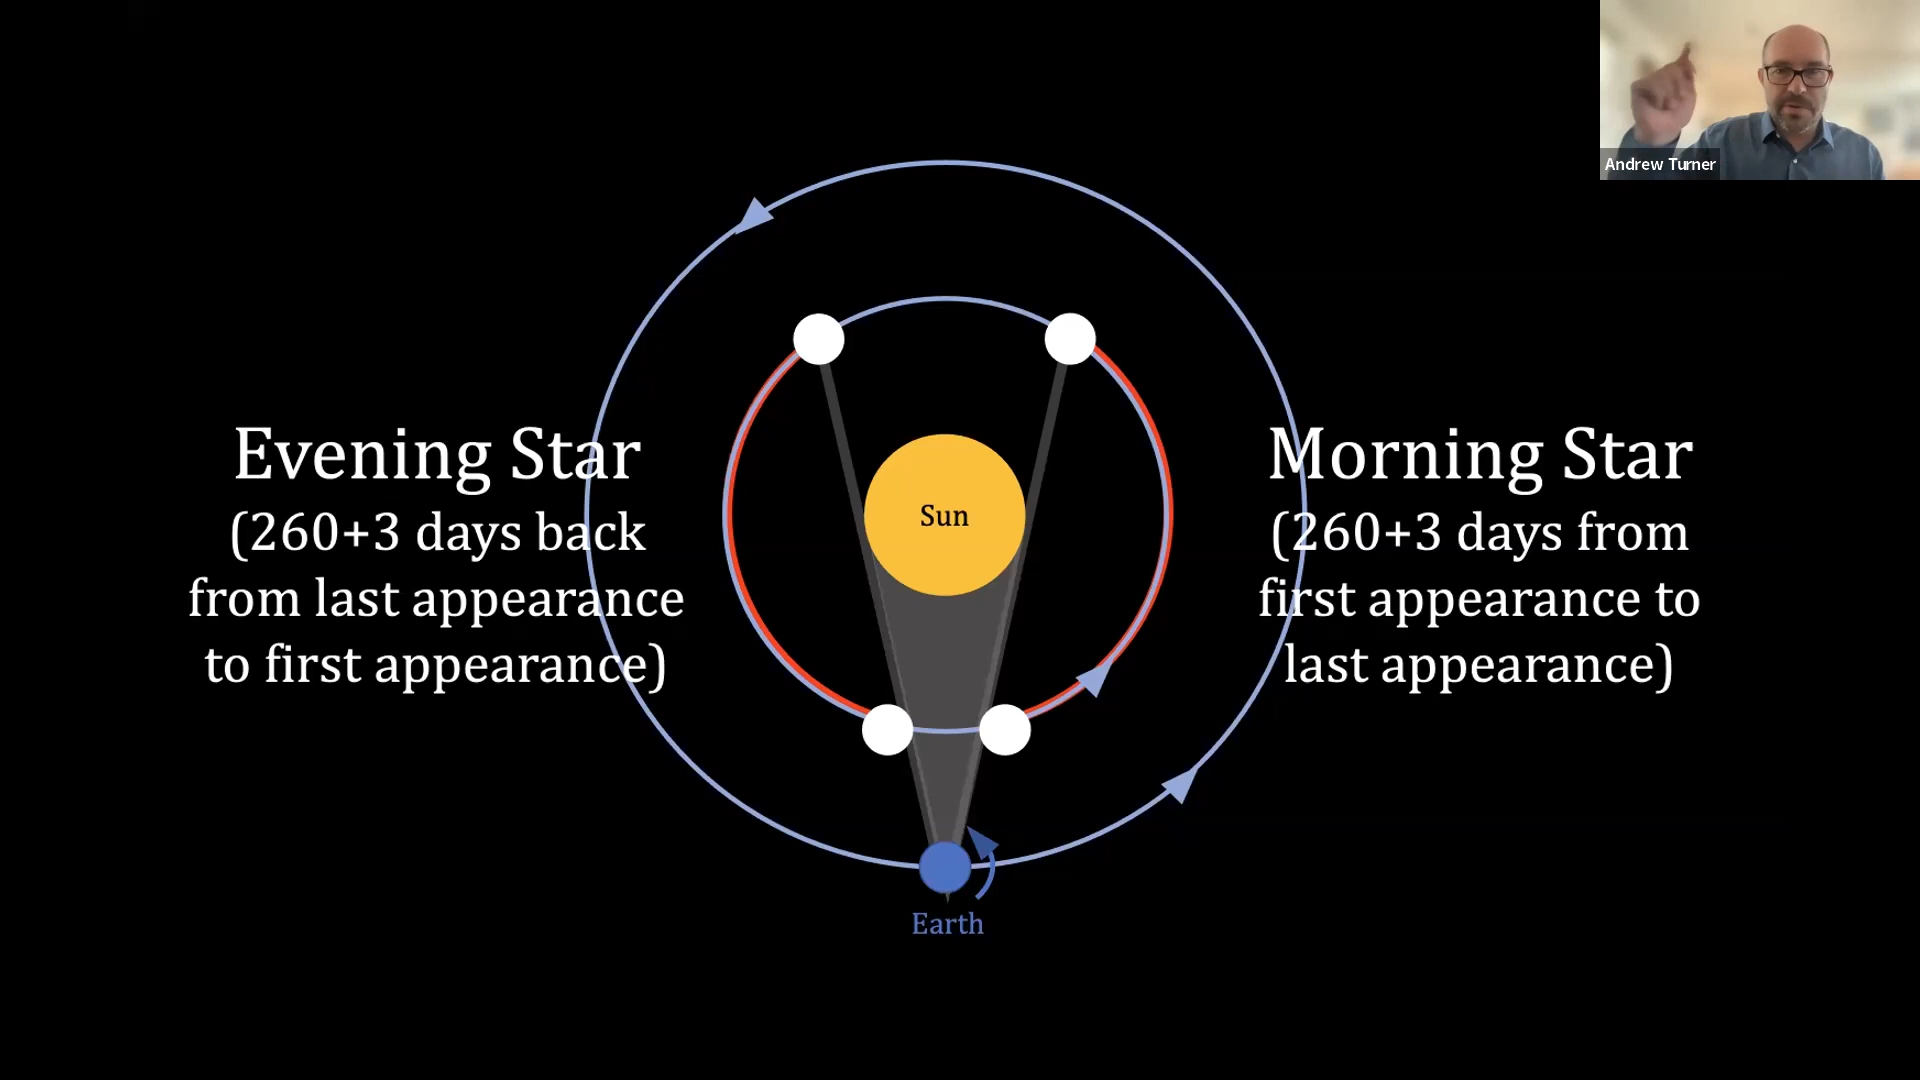 Andrew Turner
Evening Star
(260+3 days back
from last appearance
to first appearance)
Sun
Morning Star
(260+3 days from
first appearance to
last appearance)
Earth